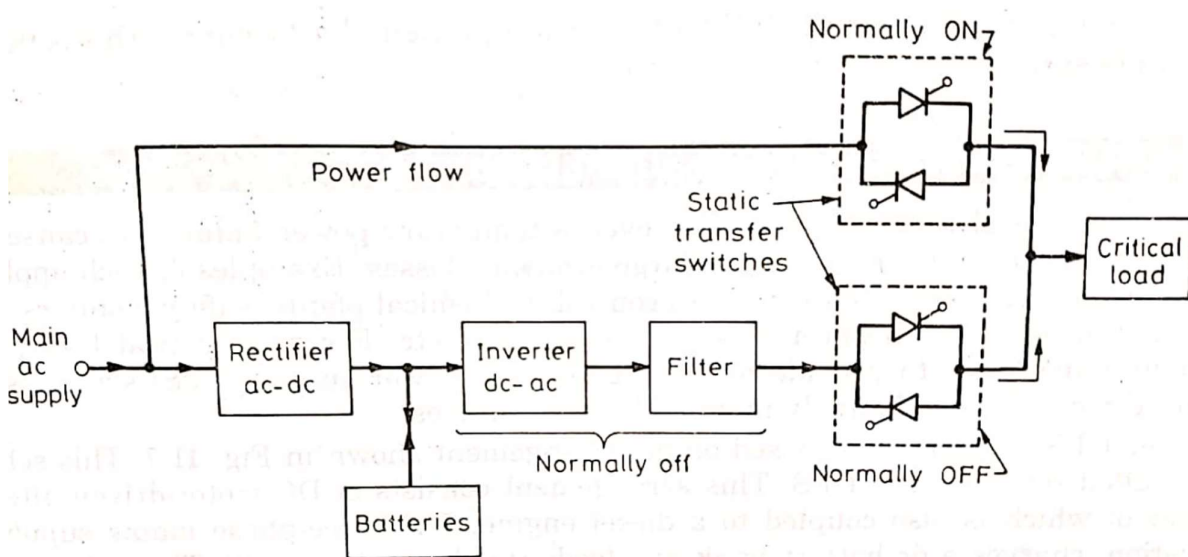 Normally ON
Power flow
Static
transfer
switches
Critical
load
Main
ac
supply
Rectifier
ac-dc
Inverter
dc-ac
Filter
Normally off
Normally OFF
Batteries